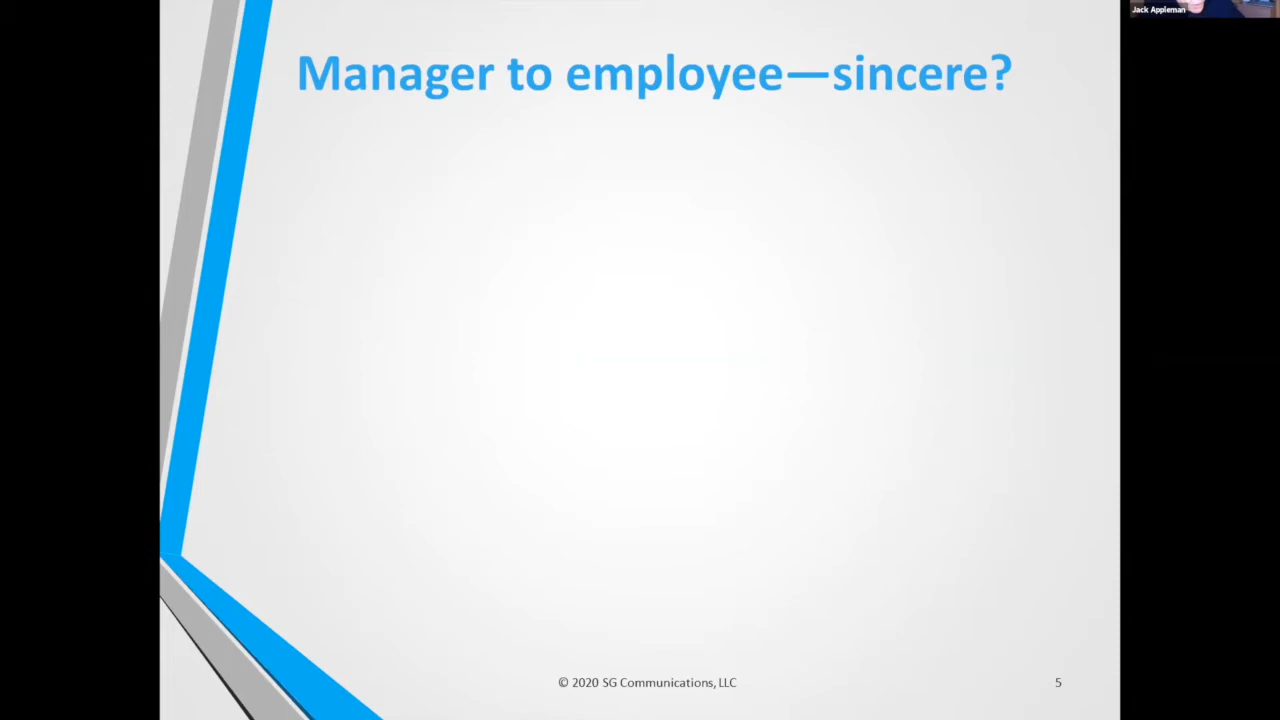 Jack Appleman
Manager to employee—sincere?
© 2020 SG Communications, LLC
5